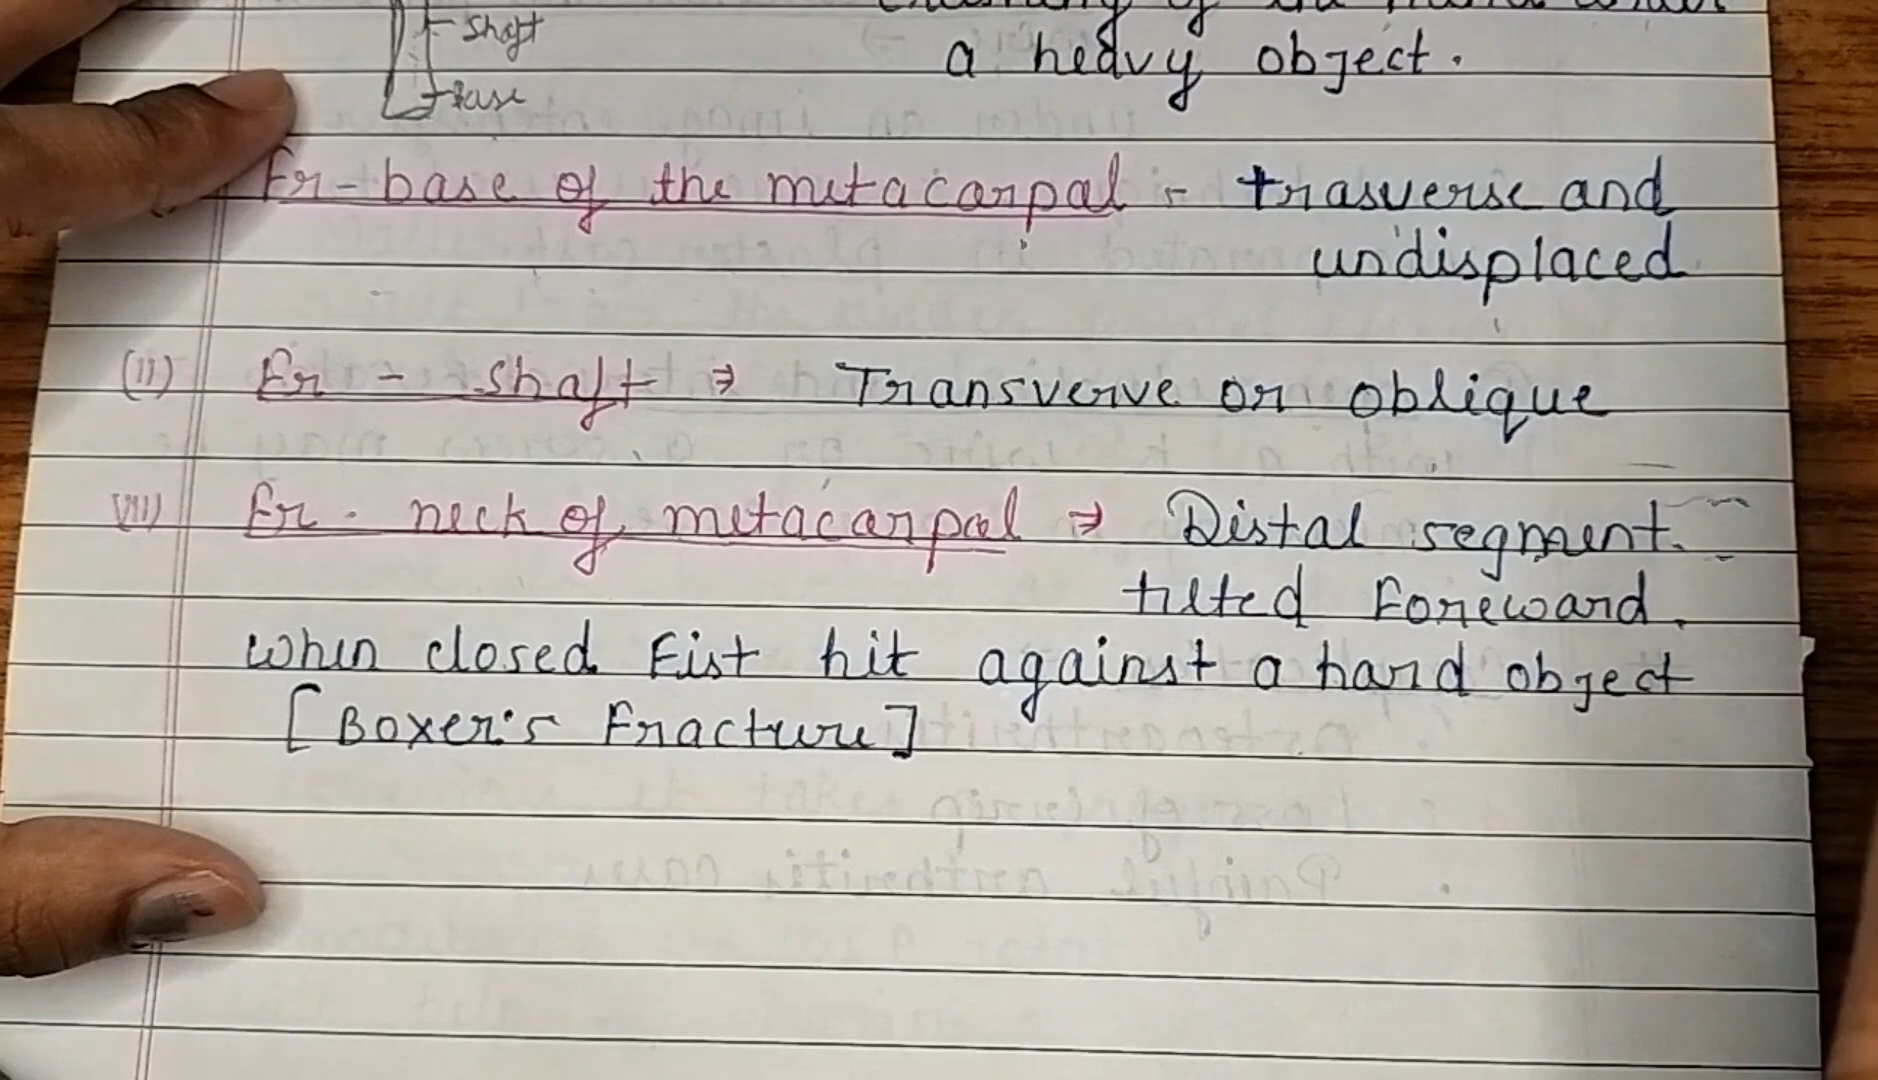 Shaft
a heavy object.
Base
Fr - base of the metacarpal - trasverse and
undisplaced
(ii) Fr - Shaft ⇒ Transverve or oblique
(iii) Fr. neck of metacarpal ⇒ Distal segment
tilted Foreward.
when closed Fist hit against a hard object
[Boxer's Fracture]